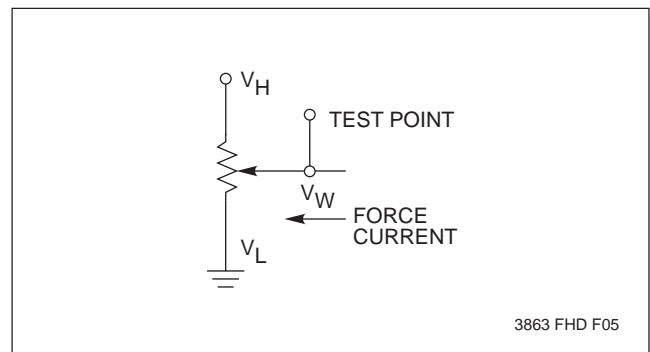 VH
TEST POINT
VW
FORCE
CURRENT
VL
3863 FHD F05